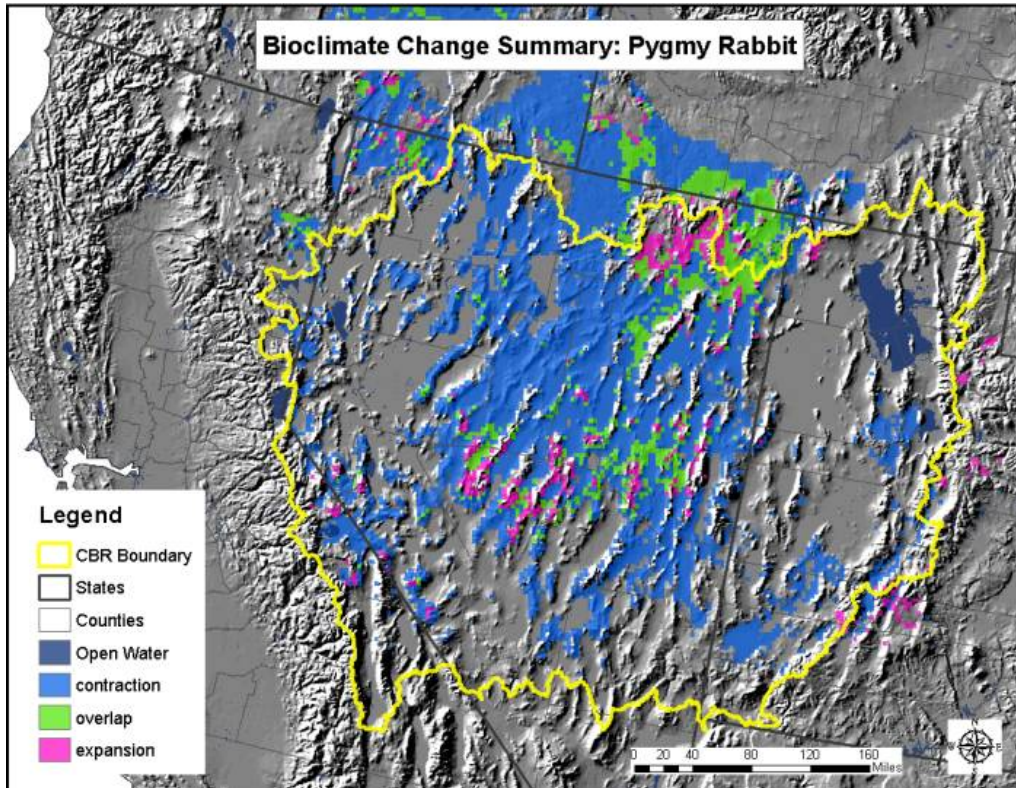 Bioclimate Change Summary: Pygmy Rabbit
Legend
CBR Boundary
States
Counties
Open Water
contraction
overlap
expansion
0 20 40 80 120 160
Miles
N
W E
S